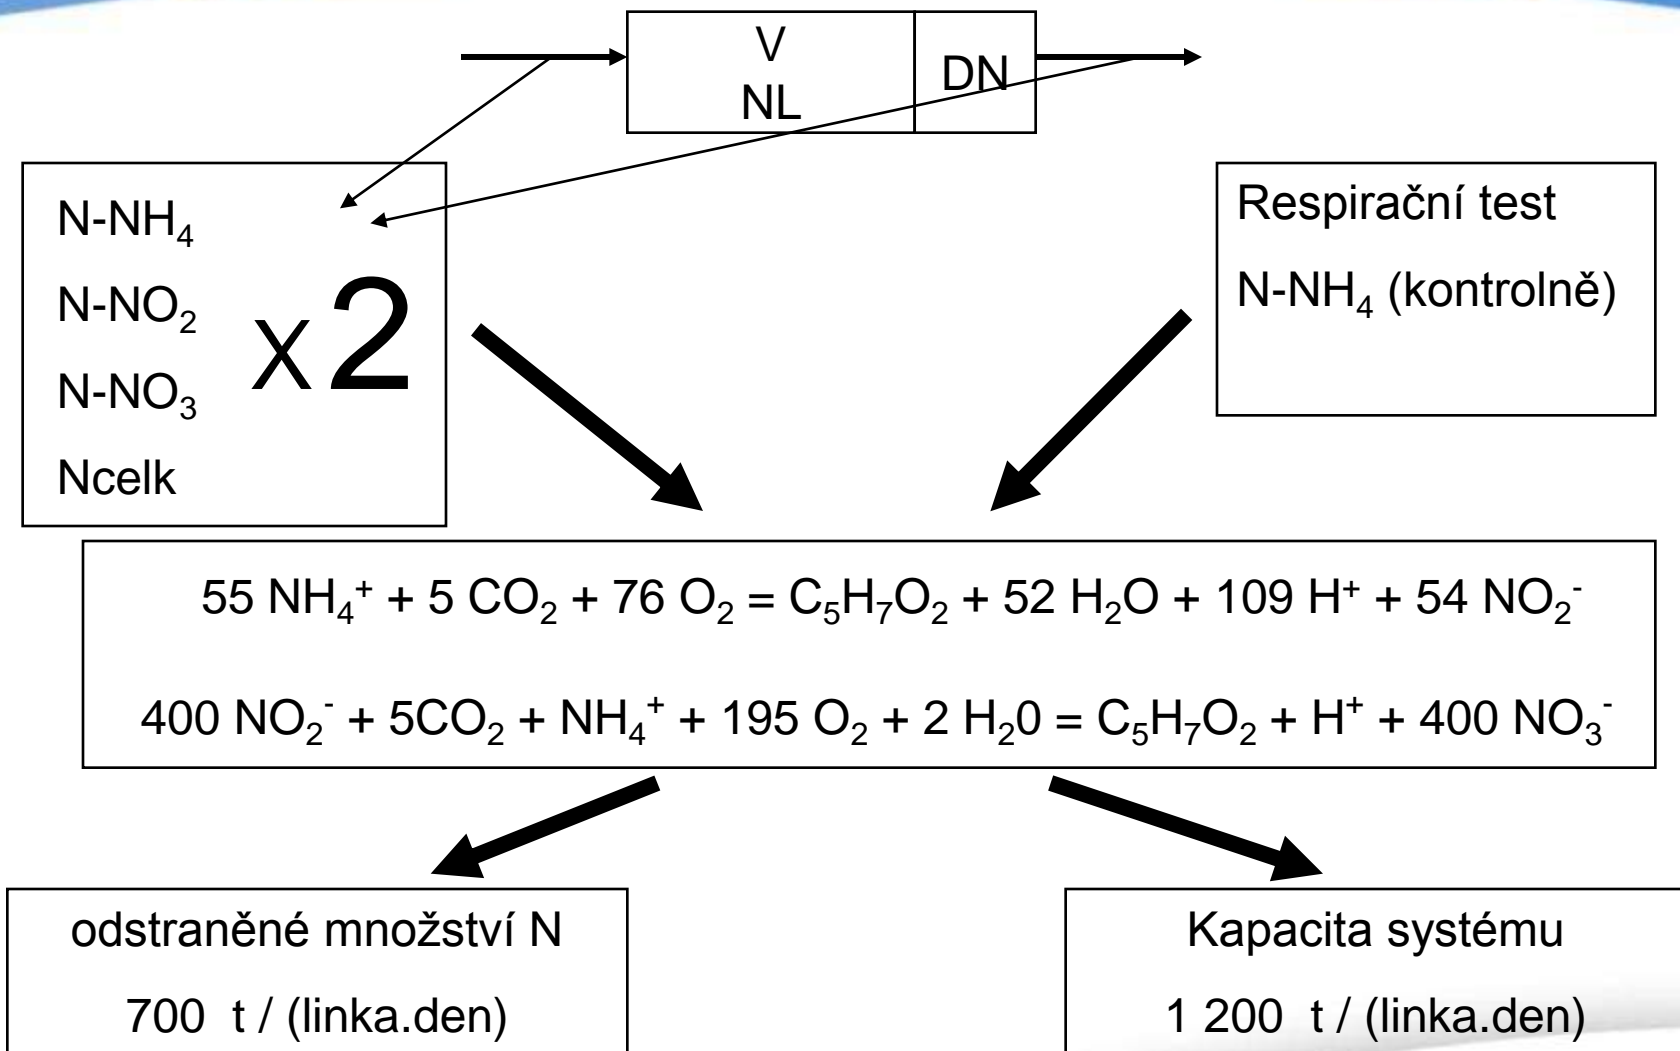 V
NL
DN
N-NH₄
N-NO₂
N-NO₃
Ncelk
x2
Respirační test
N-NH₄ (kontrolně)
55 NH₄⁺ + 5 CO₂ + 76 O₂ = C₅H₇O₂ + 52 H₂O + 109 H⁺ + 54 NO₂⁻
400 NO₂⁻ + 5CO₂ + NH₄⁺ + 195 O₂ + 2 H₂0 = C₅H₇O₂ + H⁺ + 400 NO₃⁻
odstraněné množství N
700 t / (linka.den)
Kapacita systému
1 200 t / (linka.den)